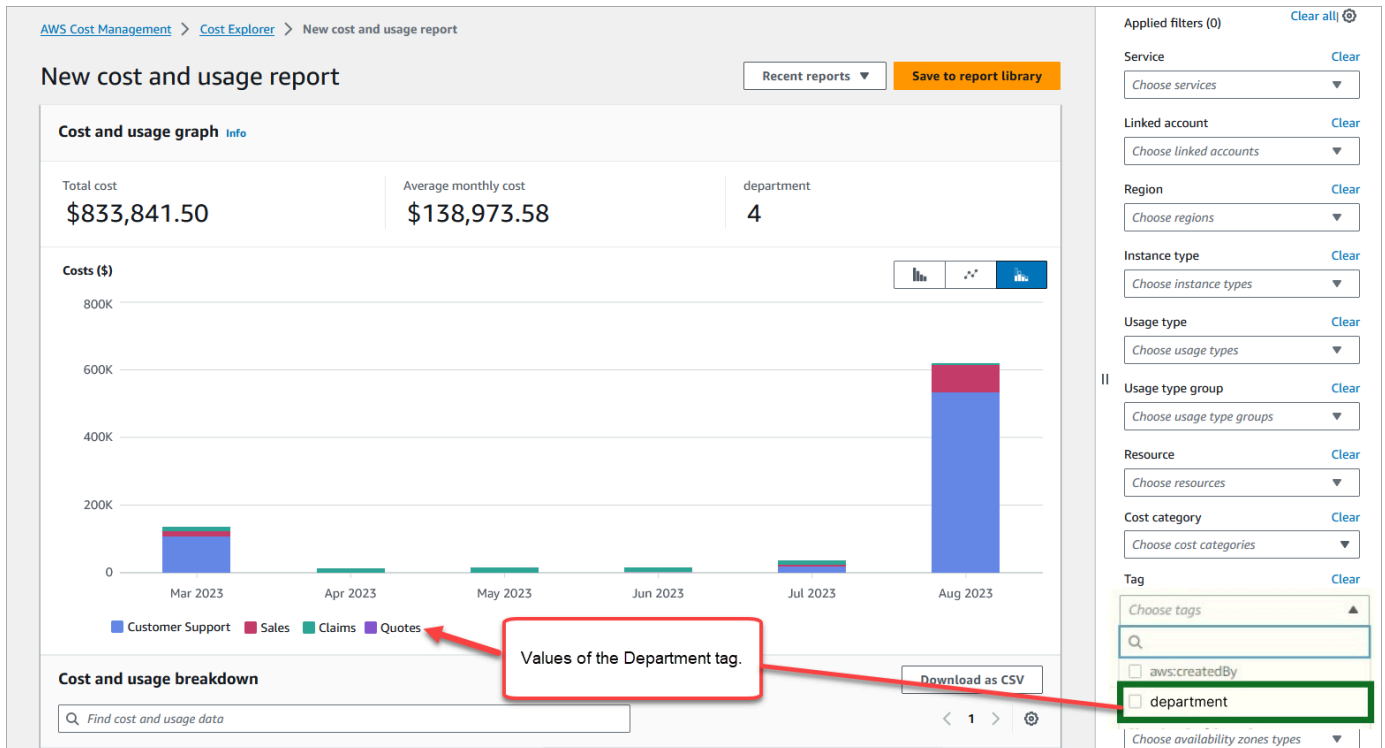 AWS Cost Management > Cost Explorer > New cost and usage report
New cost and usage report
Recent reports
Save to report library
Cost and usage graph Info
Total cost
$833,841.50
Average monthly cost
$138,973.58
department
4
Costs ($)
800K
600K
400K
200K
0
Mar 2023 Apr 2023 May 2023 Jun 2023 Jul 2023 Aug 2023
Customer Support Sales Claims Quotes
Values of the Department tag.
Cost and usage breakdown
Download as CSV
Find cost and usage data
< 1 >
Applied filters (0) Clear all|
Service Clear
Choose services
Linked account Clear
Choose linked accounts
Region Clear
Choose regions
Instance type Clear
Choose instance types
Usage type Clear
Choose usage types
Usage type group Clear
Choose usage type groups
Resource Clear
Choose resources
Cost category Clear
Choose cost categories
Tag Clear
Choose tags
aws:createdBy
department
Choose availability zones types